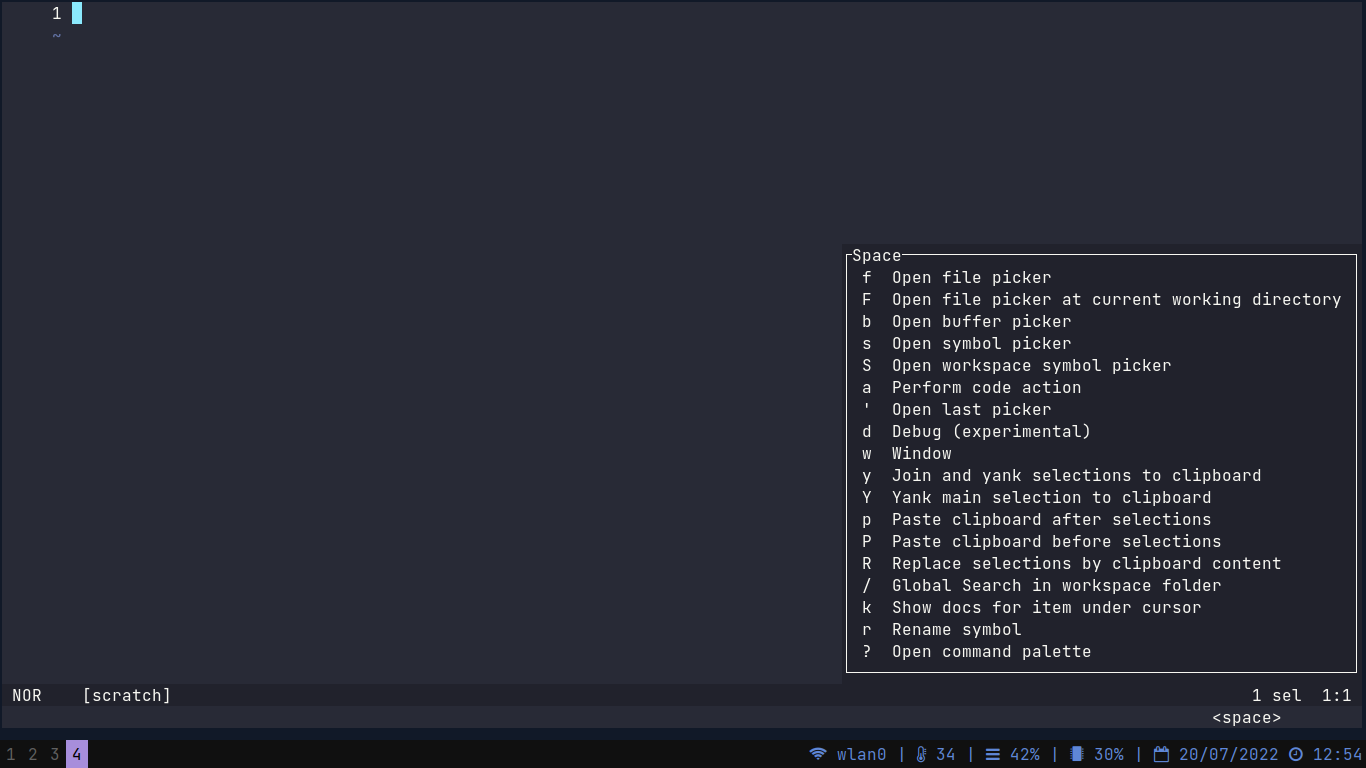 1
~
Space
f Open file picker
F Open file picker at current working directory
b Open buffer picker
s Open symbol picker
S Open workspace symbol picker
a Perform code action
' Open last picker
d Debug (experimental)
w Window
y Join and yank selections to clipboard
Y Yank main selection to clipboard
p Paste clipboard after selections
P Paste clipboard before selections
R Replace selections by clipboard content
/ Global Search in workspace folder
k Show docs for item under cursor
r Rename symbol
? Open command palette
NOR [scratch] 1 sel 1:1
<space>
1 2 3 4 wlan0 | 34 | 42% | 30% | 20/07/2022 12:54